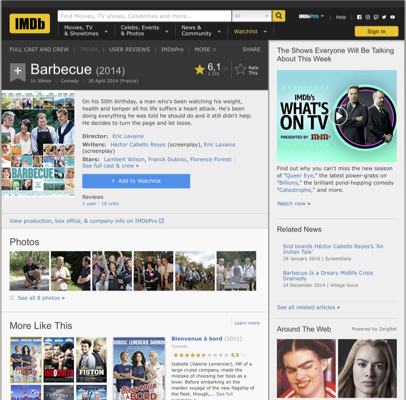 IMDb
Find Movies, TV shows, Celebrities and more...
All
IMDbPro
Help
Movies, TV & Showtimes
Celebs, Events & Photos
News & Community
Watchlist
Sign in
FULL CAST AND CREW | TRIVIA | USER REVIEWS | IMDbPro | MORE
SHARE
Barbecue (2014)
6,1
Rate This
1h 38min | Comedy | 30 April 2014 (France)
BARBECUE
On his 50th birthday, a man who's been watching his weight,
health and temper all his life suffers a heart attack. He's been
doing everything he was told he should do and it still didn't help.
He decides to turn the page and let loose.
Director: Eric Lavaine
Writers: Héctor Cabello Reyes (screenplay), Eric Lavaine
(screenplay)
Stars: Lambert Wilson, Franck Dubosc, Florence Foresti |
See full cast & crew »
+ Add to Watchlist
Reviews
1 user | 18 critic
View production, box office, & company info on IMDbPro
Photos
See all 8 photos »
More Like This
Learn more
FISTON
DUBOSC LEMERCIER DARMON
Bienvenue à bord (2011)
Comedy
5,5
Isabelle (Valerie Lemercier), HR of a
large cruise company, made the
mistake of choosing her boss as a
lover. Before embarking on the
maiden voyage of the new flagship of
the fleet, though,... See full
summary »
The Shows Everyone Will Be Talking
About This Week
IMDb's
WHAT'S
ON TV
PRESENTED BY
Find out why you can't miss the new season
of "Queer Eye," the latest power-grabs on
"Billions," the brilliant pond-hopping comedy
"Catastrophe," and more.
Watch now »
Related News
Snd boards Héctor Cabello Reyes's 'An
Indian Tale'
28 January 2016 | ScreenDaily
Barbecue Is a Dreary Midlife Crisis
Dramedy
24 December 2014 | Village Voice
See all related articles »
Around The Web
Powered by ZergNet